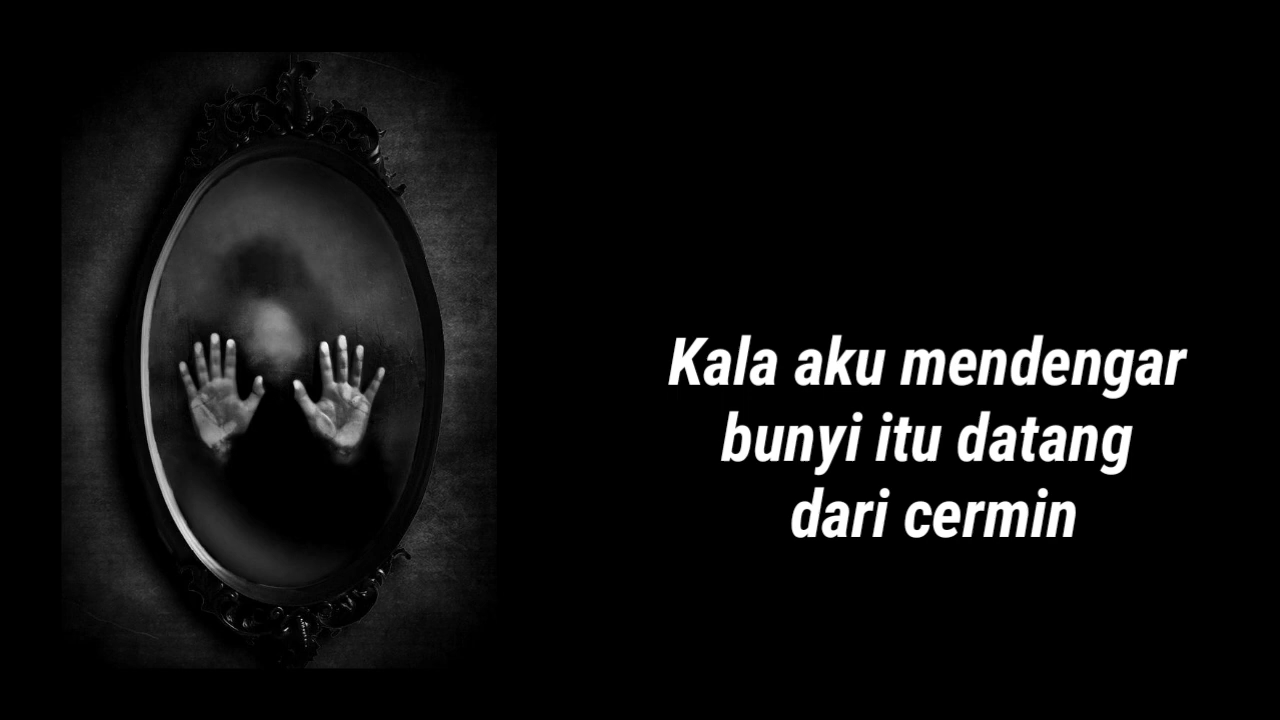 Kala aku mendengar
bunyi itu datang
dari cermin